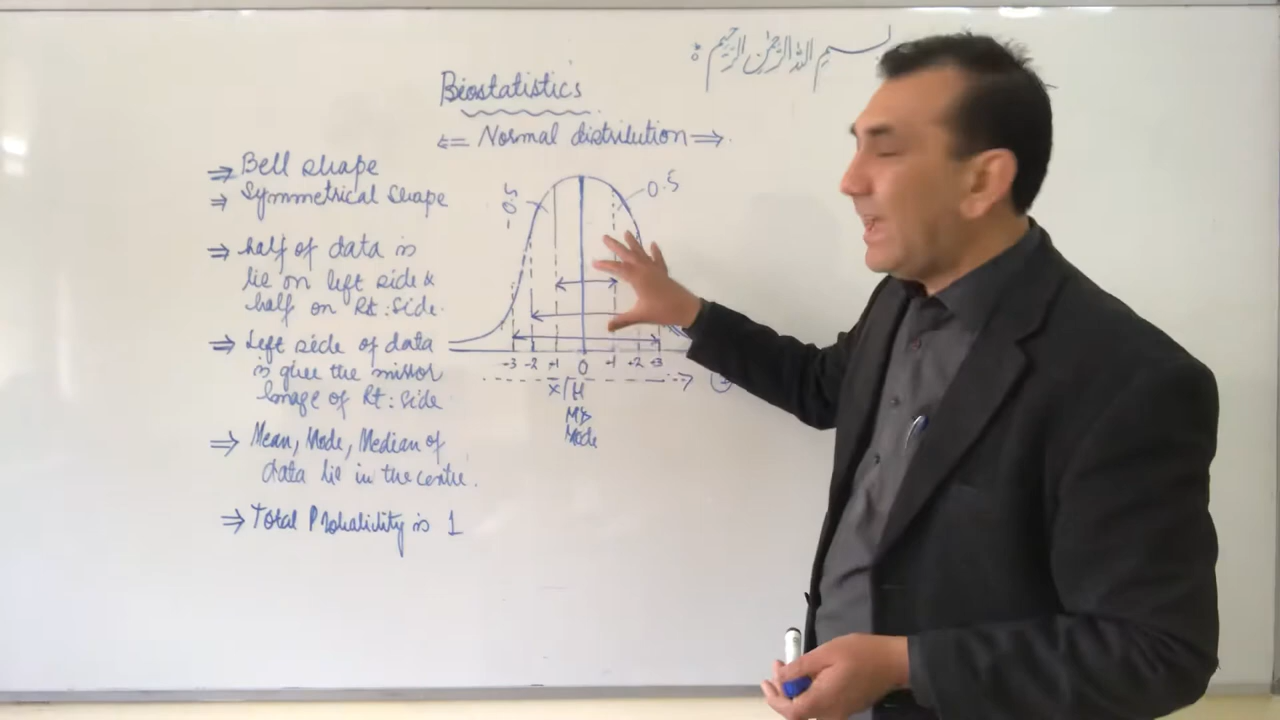 بسم الله الرحمن الرحيم :
Biostatistics
<= Normal distribution =>
=> Bell shape
=> Symmetrical shape
=> half of data is
lie on left side &
half on Rt: side.
=> Left side of data
is give the mirror
Image of Rt: side
=> Mean, Mode, Median of
data lie in the centre.
=> Total Probability is 1
-0.5
0.5
-3 -2 +1 0 +1 +2 +3
X/M
Mode